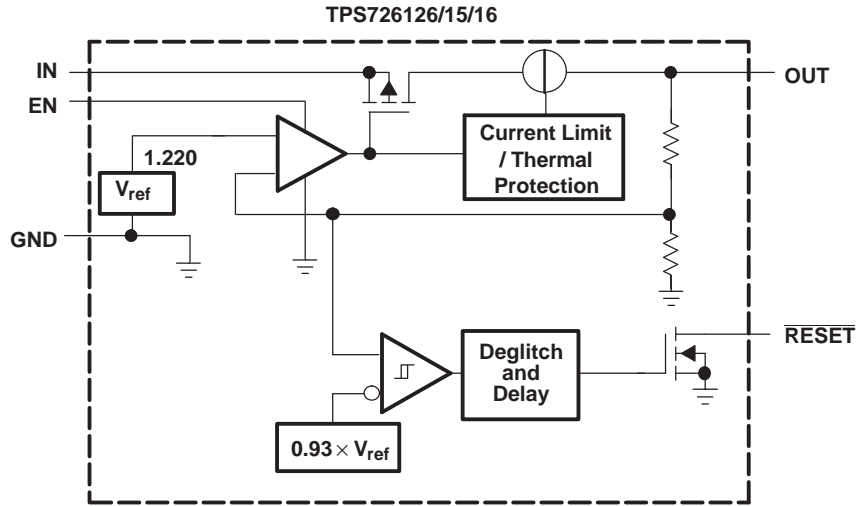 TPS726126/15/16
IN
OUT
EN
Current Limit
/ Thermal
Protection
1.220
Vref
GND
RESET
Deglitch
and
Delay
0.93 × Vref